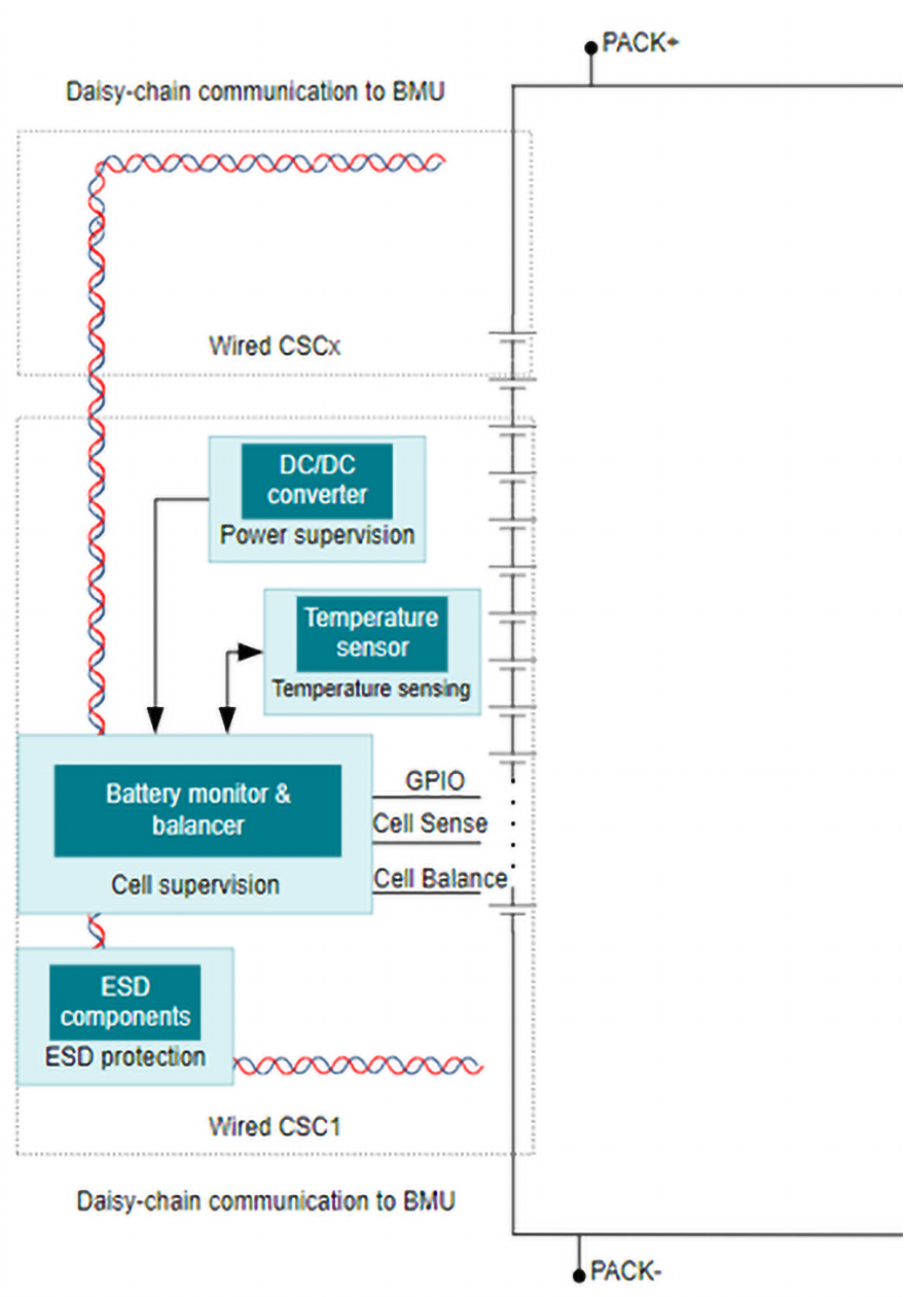 PACK+
Daisy-chain communication to BMU
Wired CSCx
DC/DC
converter
Power supervision
Temperature
sensor
Temperature sensing
Battery monitor &
balancer
Cell supervision
GPIO
Cell Sense
Cell Balance
ESD
components
ESD protection
Wired CSC1
Daisy-chain communication to BMU
PACK-